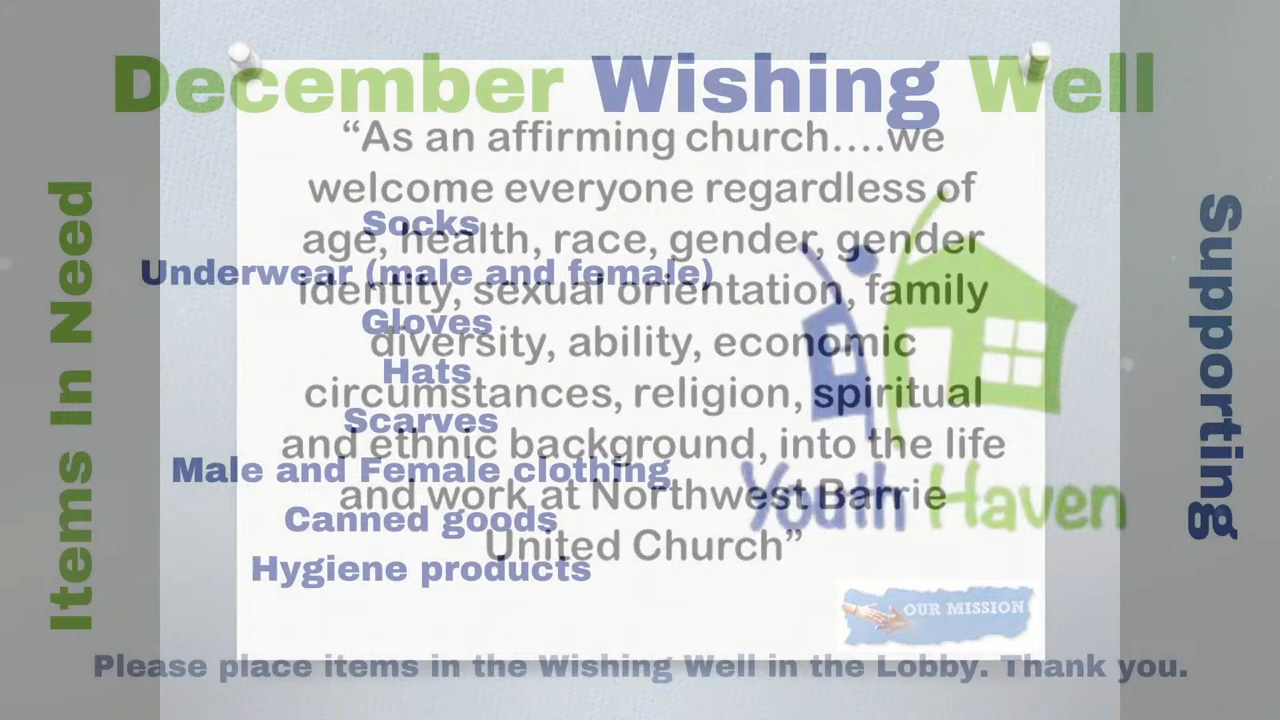 December Wishing Well
“As an affirming church....we
welcome everyone regardless of
age, health, race, gender, gender
identity, sexual orientation, family
diversity, ability, economic
circumstances, religion, spiritual
and ethnic background, into the life
and work at Northwest Barrie
United Church”
OUR MISSION
Items In Need
Socks
Underwear (male and female)
Gloves
Hats
Scarves
Male and Female clothing
Canned goods
Hygiene products
Supporting
Youth Haven
Please place items in the Wishing Well in the Lobby. Thank you.